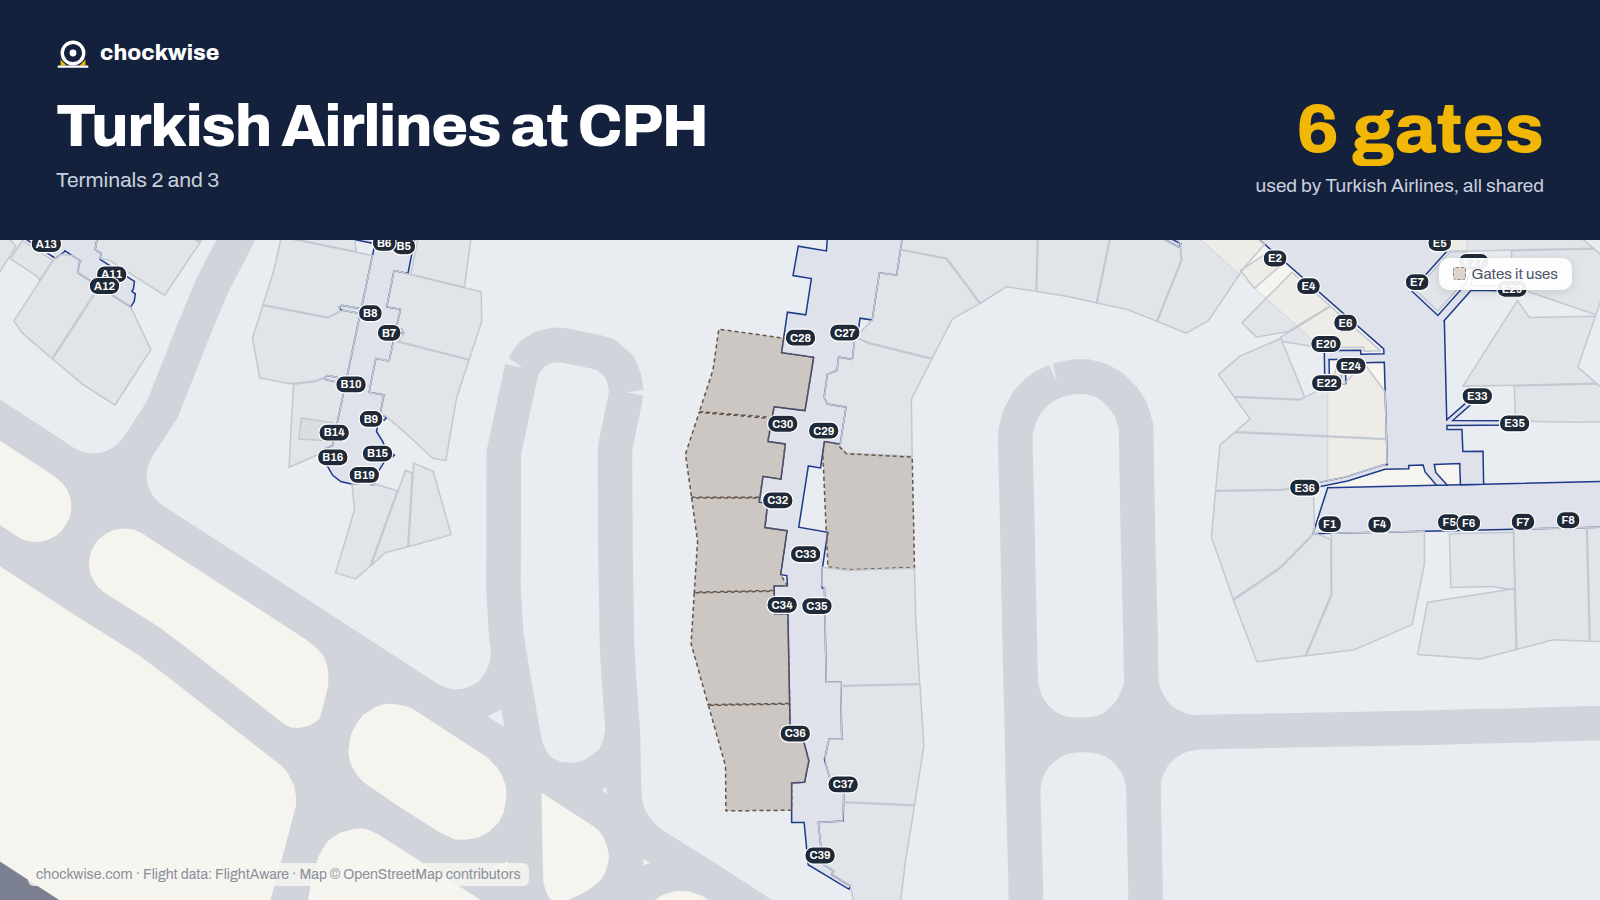 chockwise
Turkish Airlines at CPH
Terminals 2 and 3
6 gates
used by Turkish Airlines, all shared
A13
A11
A12
B6
B5
B8
B7
B10
B9
B14
B16
B15
B19
C28
C27
C30
C29
C32
C33
C34
C35
C36
C37
C39
E2
E4
E5
E7
Gates it uses
E6
E20
E24
E22
E33
E35
E36
F1
F4
F5
F6
F7
F8
chockwise.com · Flight data: FlightAware · Map © OpenStreetMap contributors